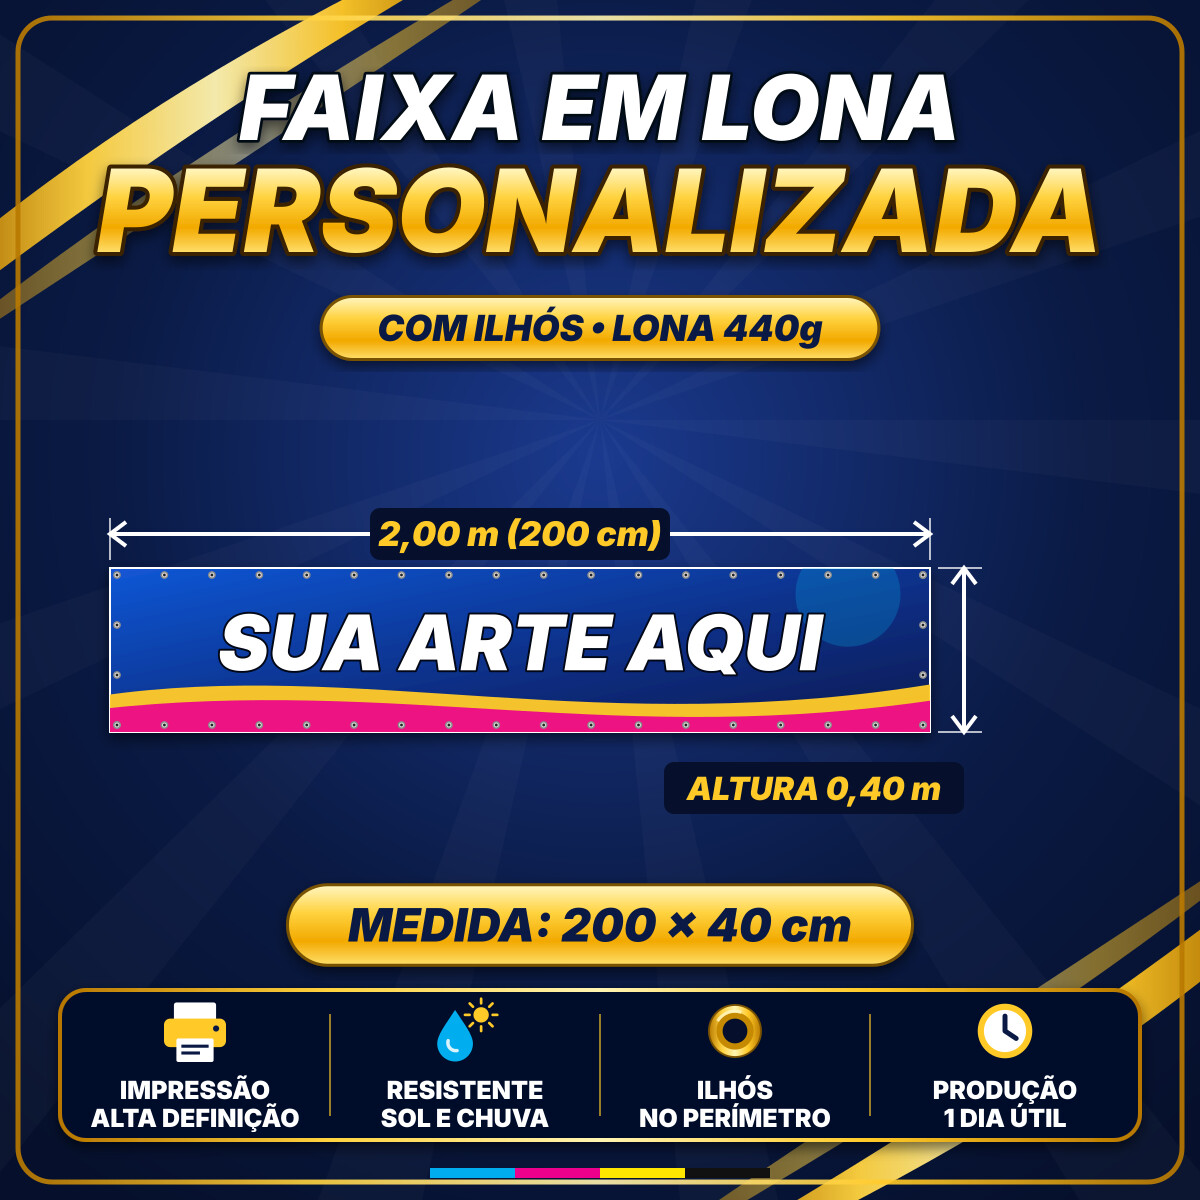 FAIXA EM LONA
PERSONALIZADA
COM ILHÓS • LONA 440g
2,00 m (200 cm)
SUA ARTE AQUI
ALTURA 0,40 m
MEDIDA: 200 × 40 cm
IMPRESSÃO
ALTA DEFINIÇÃO
RESISTENTE
SOL E CHUVA
ILHÓS
NO PERÍMETRO
PRODUÇÃO
1 DIA ÚTIL